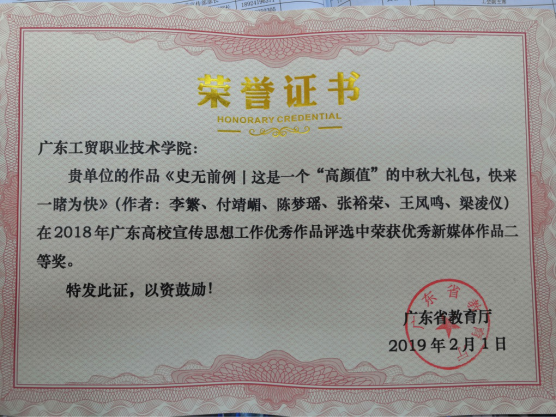 荣誉证书
HONORARY CREDENTIAL
广东工贸职业技术学院：
贵单位的作品《史无前例|这是一个“高颜值”的中秋大礼包，快来
一睹为快》（作者：李繁、付靖嵋、陈梦瑶、张裕荣、王凤鸣、梁凌仪）
在2018年广东高校宣传思想工作优秀作品评选中荣获优秀新媒体作品二
等奖。
特发此证，以资鼓励！
广东省教育厅
2019年2月1日
广东省教育厅